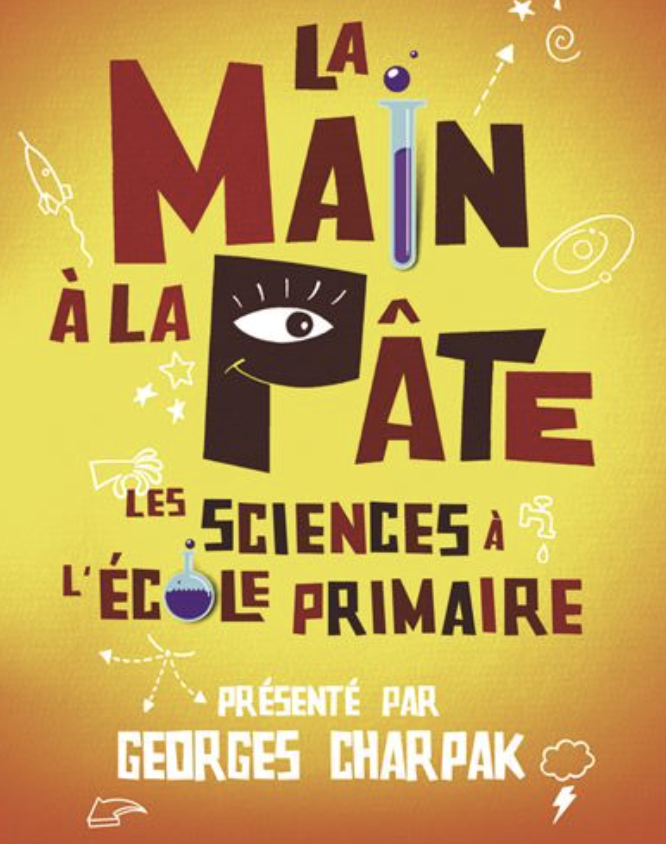 LA
MAIN
À LA PÂTE
LES SCIENCES À
L'ÉCOLE PRIMAIRE
PRÉSENTÉ PAR
GEORGES CHARPAK